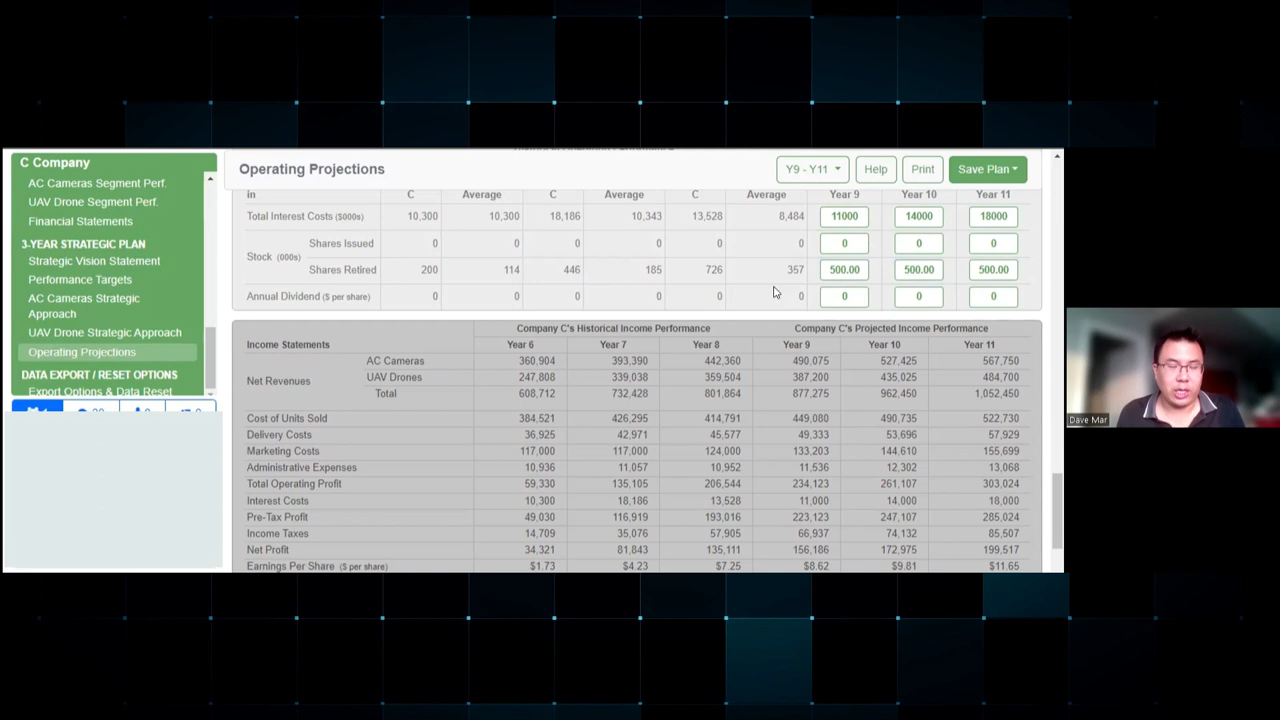 C Company
AC Cameras Segment Perf.
UAV Drone Segment Perf.
Financial Statements
3-YEAR STRATEGIC PLAN
Strategic Vision Statement
Performance Targets
AC Cameras Strategic
Approach
UAV Drone Strategic Approach
Operating Projections
DATA EXPORT / RESET OPTIONS
Export Options & Data Reset
Operating Projections
Y9 - Y11
Help
Print
Save Plan
in C Average C Average C Average Year 9 Year 10 Year 11
Total Interest Costs ($000s) 10,300 10,300 18,186 10,343 13,528 8,484 11000 14000 18000
Stock (000s)
Shares Issued 0 0 0 0 0 0 0 0 0
Shares Retired 200 114 446 185 726 357 500.00 500.00 500.00
Annual Dividend ($ per share) 0 0 0 0 0 0 0 0 0
Company C's Historical Income Performance Company C's Projected Income Performance
Income Statements Year 6 Year 7 Year 8 Year 9 Year 10 Year 11
Net Revenues
AC Cameras 360,904 393,390 442,360 490,075 527,425 567,750
UAV Drones 247,808 339,038 359,504 387,200 435,025 484,700
Total 608,712 732,428 801,864 877,275 962,450 1,052,450
Cost of Units Sold 384,521 426,295 414,791 449,080 490,735 522,730
Delivery Costs 36,925 42,971 45,577 49,333 53,696 57,929
Marketing Costs 117,000 117,000 124,000 133,203 144,610 155,699
Administrative Expenses 10,936 11,057 10,952 11,536 12,302 13,068
Total Operating Profit 59,330 135,105 206,544 234,123 261,107 303,024
Interest Costs 10,300 18,186 13,528 11,000 14,000 18,000
Pre-Tax Profit 49,030 116,919 193,016 223,123 247,107 285,024
Income Taxes 14,709 35,076 57,905 66,937 74,132 85,507
Net Profit 34,321 81,843 135,111 156,186 172,975 199,517
Earnings Per Share ($ per share) $1.73 $4.23 $7.25 $8.62 $9.81 $11.65
Dave Mar